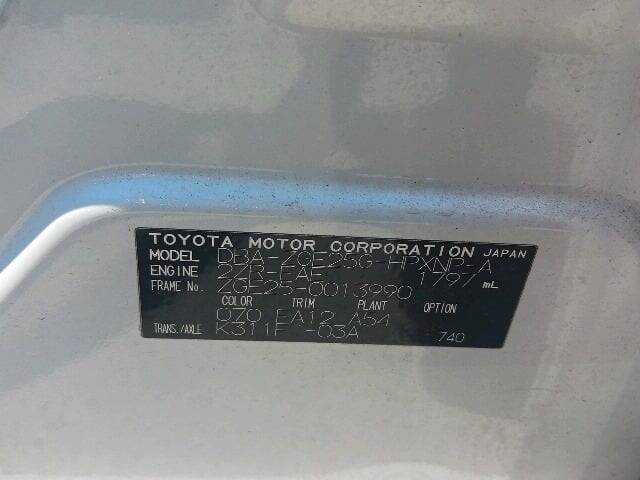 TOYOTA MOTOR CORPORATION JAPAN
MODEL DBA-ZGE25G-HPXNP-A
ENGINE 2ZR-FAE 1797 mL
FRAME No. ZGE25-0013990
COLOR TRIM PLANT OPTION
070 EA12 A54
TRANS./AXLE K311F -03A 740